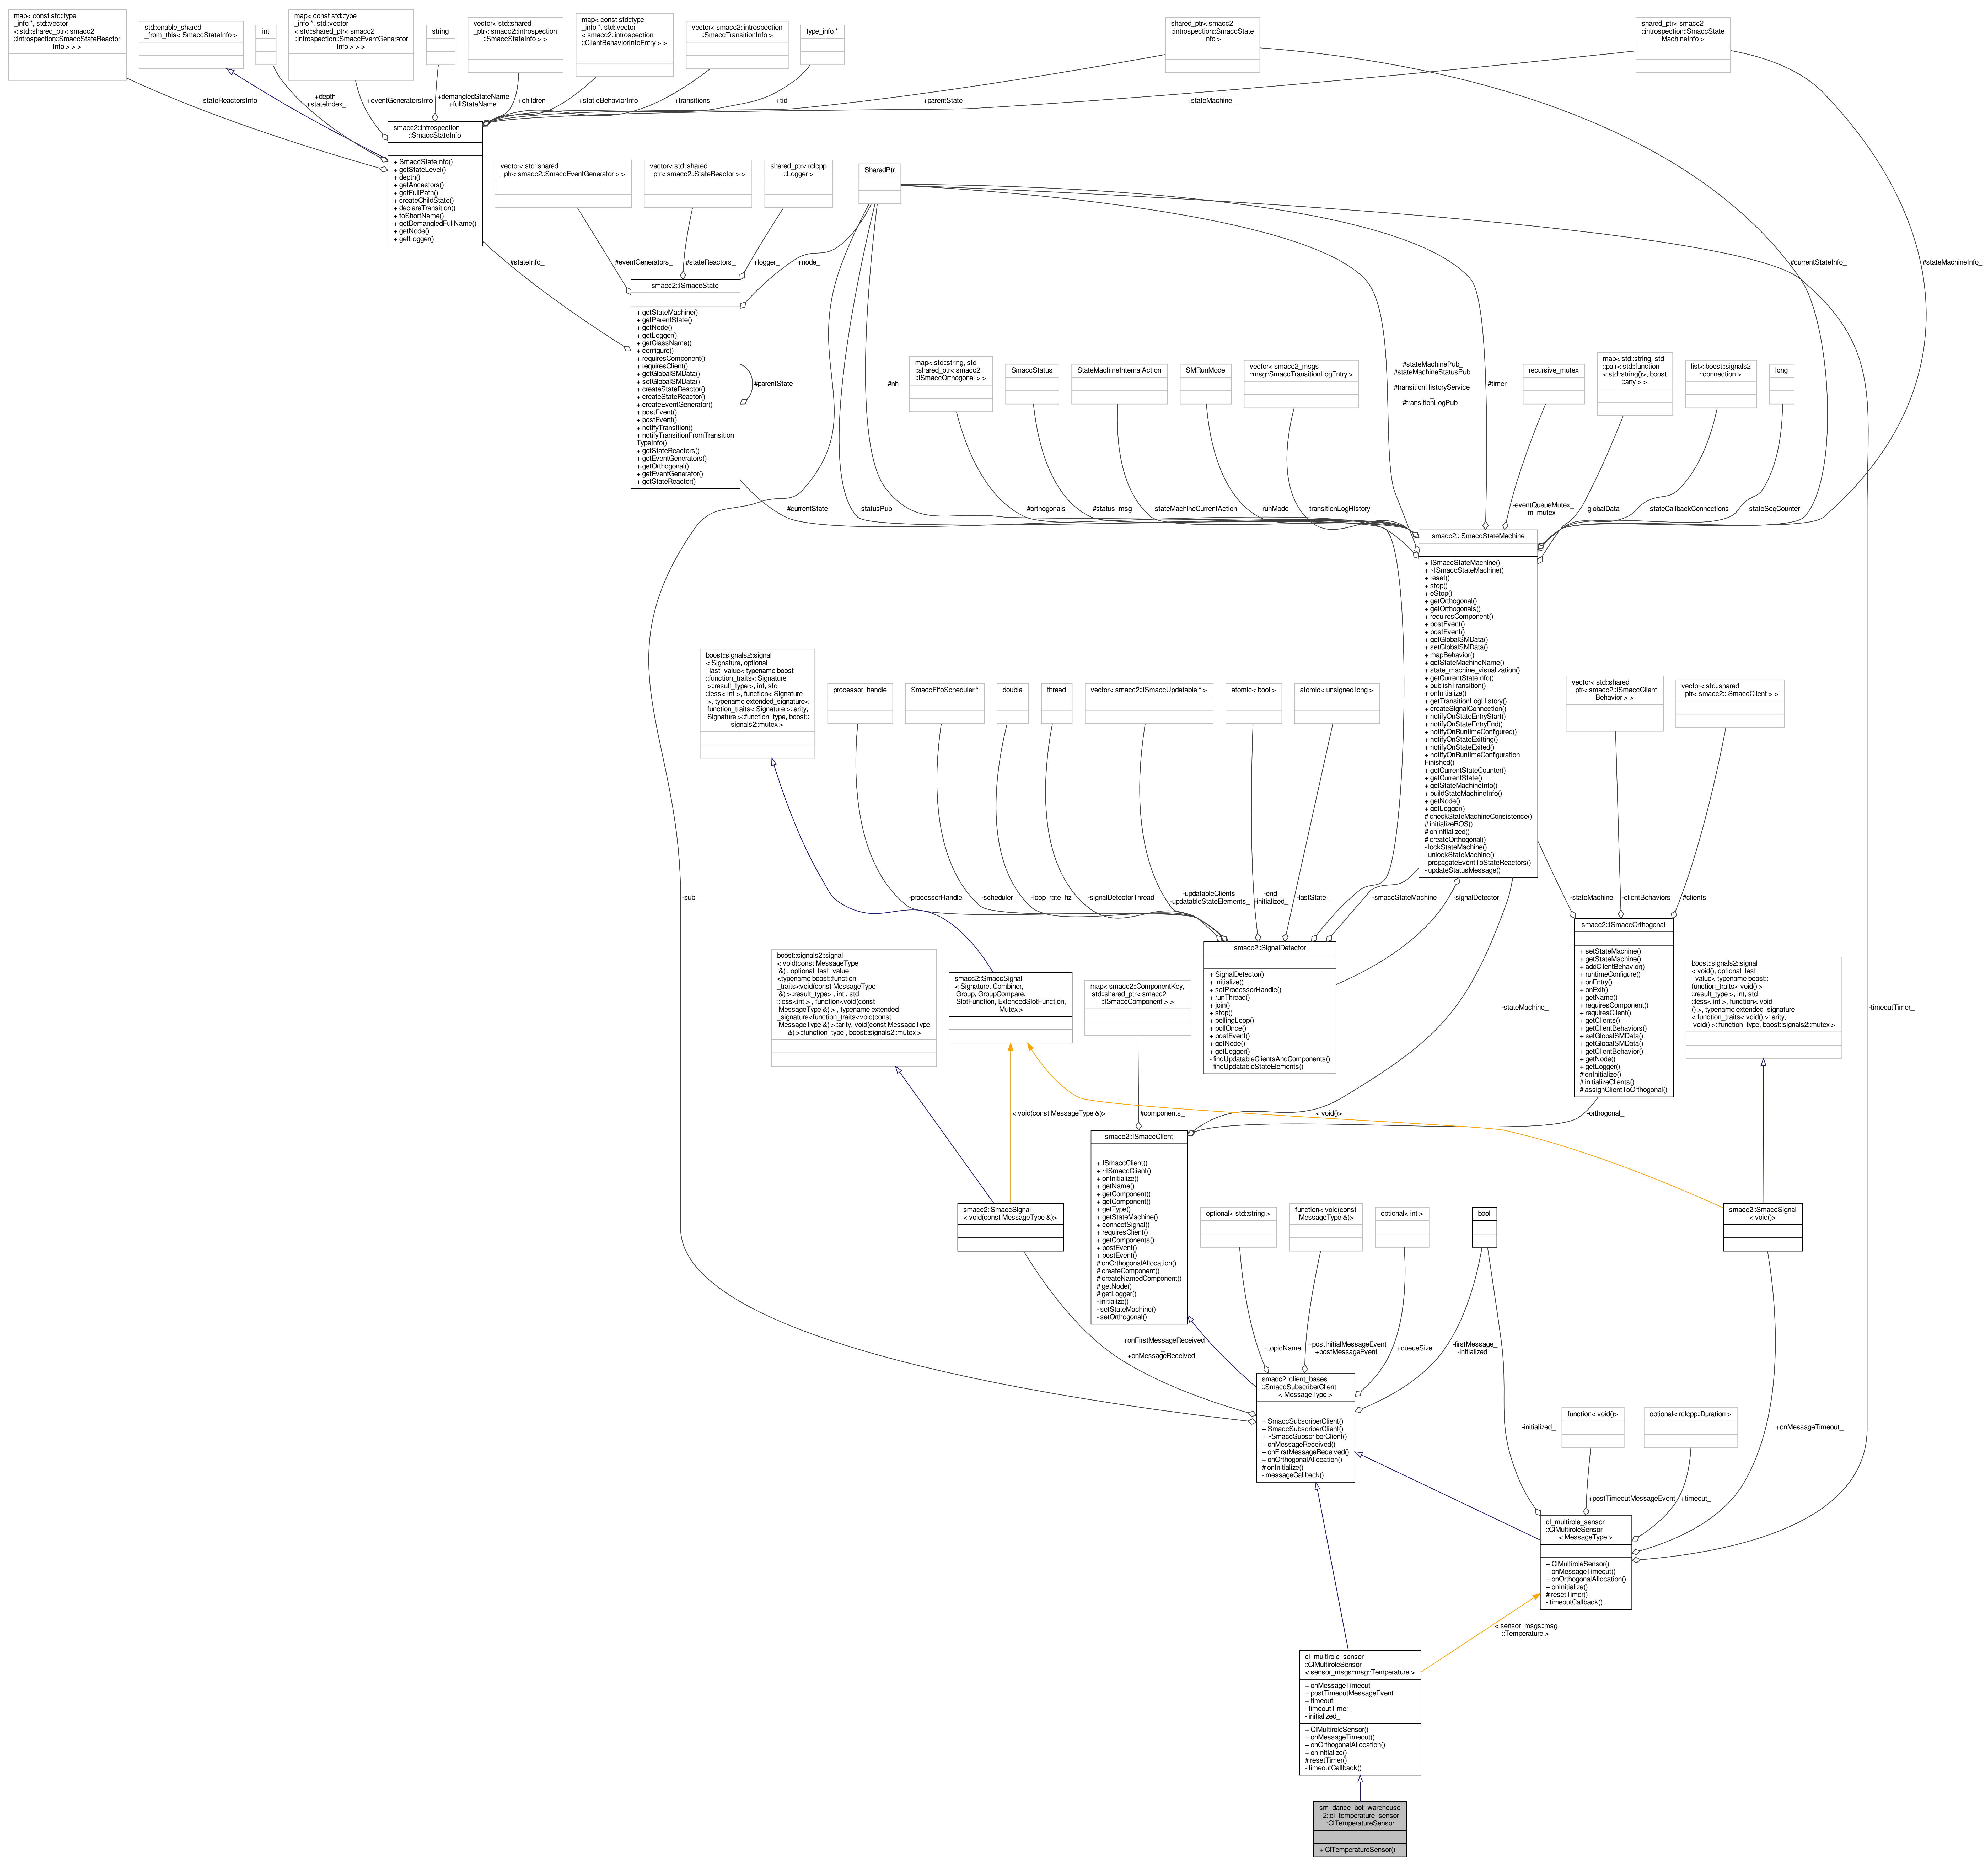 map< const std::type
_info *, std::vector
< std::shared_ptr< smacc2
::introspection::SmaccStateReactor
Info > > >
std::enable_shared
_from_this< SmaccStateInfo >
int
map< const std::type
_info *, std::vector
< std::shared_ptr< smacc2
::introspection::SmaccEventGenerator
Info > > >
string
vector< std::shared
_ptr< smacc2::introspection
::SmaccStateInfo > >
map< const std::type
_info *, std::vector
< smacc2::introspection
::ClientBehaviorInfoEntry > >
vector< smacc2::introspection
::SmaccTransitionInfo >
type_info *
shared_ptr< smacc2
::introspection::SmaccState
Info >
shared_ptr< smacc2
::introspection::SmaccState
MachineInfo >
+stateReactorsInfo
+depth_
+stateIndex_
+eventGeneratorsInfo
+demangledStateName
+fullStateName
+children_
+staticBehaviorInfo
+transitions_
+tid_
+parentState_
+stateMachine_
smacc2::introspection
::SmaccStateInfo
+ SmaccStateInfo()
+ getStateLevel()
+ depth()
+ getAncestors()
+ getFullPath()
+ createChildState()
+ declareTransition()
+ toShortName()
+ getDemangledFullName()
+ getNode()
+ getLogger()
vector< std::shared
_ptr< smacc2::SmaccEventGenerator > >
vector< std::shared
_ptr< smacc2::StateReactor > >
shared_ptr< rclcpp
::Logger >
SharedPtr
#stateInfo_
#eventGenerators_
#stateReactors_
+logger_
+node_
#currentStateInfo_
#stateMachineInfo_
smacc2::ISmaccState
+ getStateMachine()
+ getParentState()
+ getNode()
+ getLogger()
+ getClassName()
+ configure()
+ requiresComponent()
+ requiresClient()
+ getGlobalSMData()
+ setGlobalSMData()
+ createStateReactor()
+ createStateReactor()
+ createEventGenerator()
+ postEvent()
+ postEvent()
+ notifyTransition()
+ notifyTransitionFromTransition
TypeInfo()
+ getStateReactors()
+ getEventGenerators()
+ getOrthogonal()
+ getEventGenerator()
+ getStateReactor()
#parentState_
#nh_
map< std::string, std
::shared_ptr< smacc2
::ISmaccOrthogonal > >
SmaccStatus
StateMachineInternalAction
SMRunMode
vector< smacc2_msgs
::msg::SmaccTransitionLogEntry >
#stateMachinePub_
#stateMachineStatusPub
_
#transitionHistoryService
_
#transitionLogPub_
#timer_
recursive_mutex
map< std::string, std
::pair< std::function
< std::string()>, boost
::any > >
list< boost::signals2
::connection >
long
#currentState_
-statusPub_
#orthogonals_
#status_msg_
-stateMachineCurrentAction
-runMode_
-transitionLogHistory_
-eventQueueMutex_
-m_mutex_
-globalData_
-stateCallbackConnections
-stateSeqCounter_
smacc2::ISmaccStateMachine
+ ISmaccStateMachine()
+ ~ISmaccStateMachine()
+ reset()
+ stop()
+ eStop()
+ getOrthogonal()
+ getOrthogonals()
+ requiresComponent()
+ postEvent()
+ postEvent()
+ getGlobalSMData()
+ setGlobalSMData()
+ mapBehavior()
+ getStateMachineName()
+ state_machine_visualization()
+ getCurrentStateInfo()
+ publishTransition()
+ onInitialize()
+ getTransitionLogHistory()
+ createSignalConnection()
+ notifyOnStateEntryStart()
+ notifyOnStateEntryEnd()
+ notifyOnRuntimeConfigured()
+ notifyOnStateExitting()
+ notifyOnStateExited()
+ notifyOnRuntimeConfiguration
Finished()
+ getCurrentStateCounter()
+ getCurrentState()
+ getStateMachineInfo()
+ buildStateMachineInfo()
+ getNode()
+ getLogger()
# checkStateMachineConsistence()
# initializeROS()
# onInitialized()
# createOrthogonal()
- lockStateMachine()
- unlockStateMachine()
- propagateEventToStateReactors()
- updateStatusMessage()
boost::signals2::signal
< Signature, optional
_last_value< typename boost
::function_traits< Signature
 >::result_type >, int, std
::less< int >, function< Signature
 >, typename extended_signature<
 function_traits< Signature >::arity,
 Signature >::function_type, boost::
signals2::mutex >
processor_handle
SmaccFifoScheduler *
double
thread
vector< smacc2::ISmaccUpdatable * >
atomic< bool >
atomic< unsigned long >
vector< std::shared
_ptr< smacc2::ISmaccClient
Behavior > >
vector< std::shared
_ptr< smacc2::ISmaccClient > >
-sub_
-processorHandle_
-scheduler_
-loop_rate_hz
-signalDetectorThread_
-updatableClients_
-updatableStateElements_
-end_
-initialized_
-lastState_
-smaccStateMachine_
-signalDetector_
-stateMachine_
-clientBehaviors_
#clients_
smacc2::SignalDetector
+ SignalDetector()
+ initialize()
+ setProcessorHandle()
+ runThread()
+ join()
+ stop()
+ pollingLoop()
+ pollOnce()
+ postEvent()
+ getNode()
+ getLogger()
- findUpdatableClientsAndComponents()
- findUpdatableStateElements()
smacc2::ISmaccOrthogonal
+ setStateMachine()
+ getStateMachine()
+ addClientBehavior()
+ runtimeConfigure()
+ onEntry()
+ onExit()
+ getName()
+ requiresComponent()
+ requiresClient()
+ getClients()
+ getClientBehaviors()
+ setGlobalSMData()
+ getGlobalSMData()
+ getClientBehavior()
+ getNode()
+ getLogger()
# onInitialize()
# initializeClients()
# assignClientToOrthogonal()
boost::signals2::signal
< void(const MessageType
 &) , optional_last_value
<typename boost::function
_traits<void(const MessageType
 &) >::result_type> , int , std
::less<int > , function<void(const
 MessageType &) > , typename extended
_signature<function_traits<void(const
 MessageType &) >::arity, void(const MessageType
 &) >::function_type , boost::signals2::mutex >
smacc2::SmaccSignal
< Signature, Combiner,
 Group, GroupCompare,
 SlotFunction, ExtendedSlotFunction,
 Mutex >
map< smacc2::ComponentKey,
 std::shared_ptr< smacc2
::ISmaccComponent > >
boost::signals2::signal
< void(), optional_last
_value< typename boost::
function_traits< void() >
::result_type >, int, std
::less< int >, function< void
() >, typename extended_signature
< function_traits< void() >::arity,
 void() >::function_type, boost::signals2::mutex >
-stateMachine_
-timeoutTimer_
< void(const MessageType &)>
#components_
< void()>
-orthogonal_
smacc2::ISmaccClient
+ ISmaccClient()
+ ~ISmaccClient()
+ onInitialize()
+ getName()
+ getComponent()
+ getComponent()
+ getType()
+ getStateMachine()
+ connectSignal()
+ requiresClient()
+ getComponents()
+ postEvent()
+ postEvent()
# onOrthogonalAllocation()
# createComponent()
# createNamedComponent()
# getNode()
# getLogger()
- initialize()
- setStateMachine()
- setOrthogonal()
smacc2::SmaccSignal
< void(const MessageType &)>
optional< std::string >
function< void(const
 MessageType &)>
optional< int >
bool
smacc2::SmaccSignal
< void()>
+onFirstMessageReceived
_
+onMessageReceived_
+topicName
+postInitialMessageEvent
+postMessageEvent
+queueSize
-firstMessage_
-initialized_
smacc2::client_bases
::SmaccSubscriberClient
< MessageType >
+ SmaccSubscriberClient()
+ SmaccSubscriberClient()
+ ~SmaccSubscriberClient()
+ onMessageReceived()
+ onFirstMessageReceived()
+ onOrthogonalAllocation()
# onInitialize()
- messageCallback()
function< void()>
optional< rclcpp::Duration >
-initialized_
+onMessageTimeout_
+postTimeoutMessageEvent
+timeout_
cl_multirole_sensor
::ClMultiroleSensor
< MessageType >
+ ClMultiroleSensor()
+ onMessageTimeout()
+ onOrthogonalAllocation()
+ onInitialize()
# resetTimer()
- timeoutCallback()
< sensor_msgs::msg
::Temperature >
cl_multirole_sensor
::ClMultiroleSensor
< sensor_msgs::msg::Temperature >
+ onMessageTimeout_
+ postTimeoutMessageEvent
+ timeout_
- timeoutTimer_
- initialized_
+ ClMultiroleSensor()
+ onMessageTimeout()
+ onOrthogonalAllocation()
+ onInitialize()
# resetTimer()
- timeoutCallback()
sm_dance_bot_warehouse
_2::cl_temperature_sensor
::ClTemperatureSensor
+ ClTemperatureSensor()